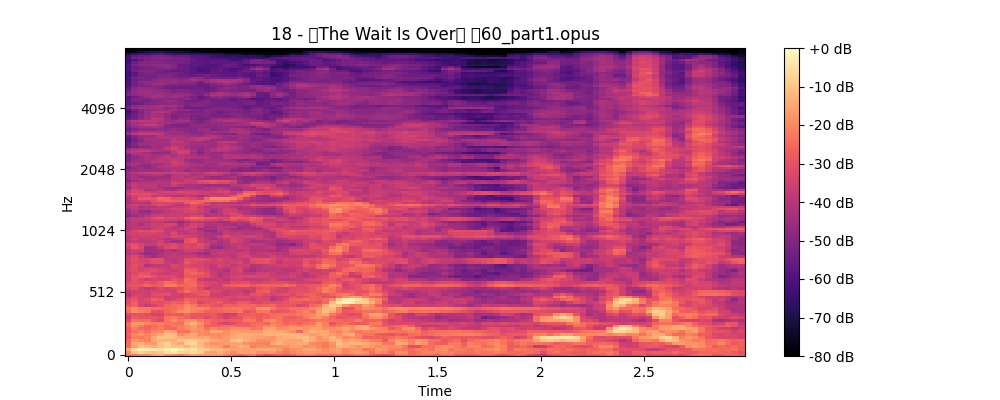 18 - ▯The Wait Is Over▯ ▯60_part1.opus
Hz
4096
2048
1024
512
0
0 0.5 1 1.5 2 2.5
Time
+0 dB
-10 dB
-20 dB
-30 dB
-40 dB
-50 dB
-60 dB
-70 dB
-80 dB